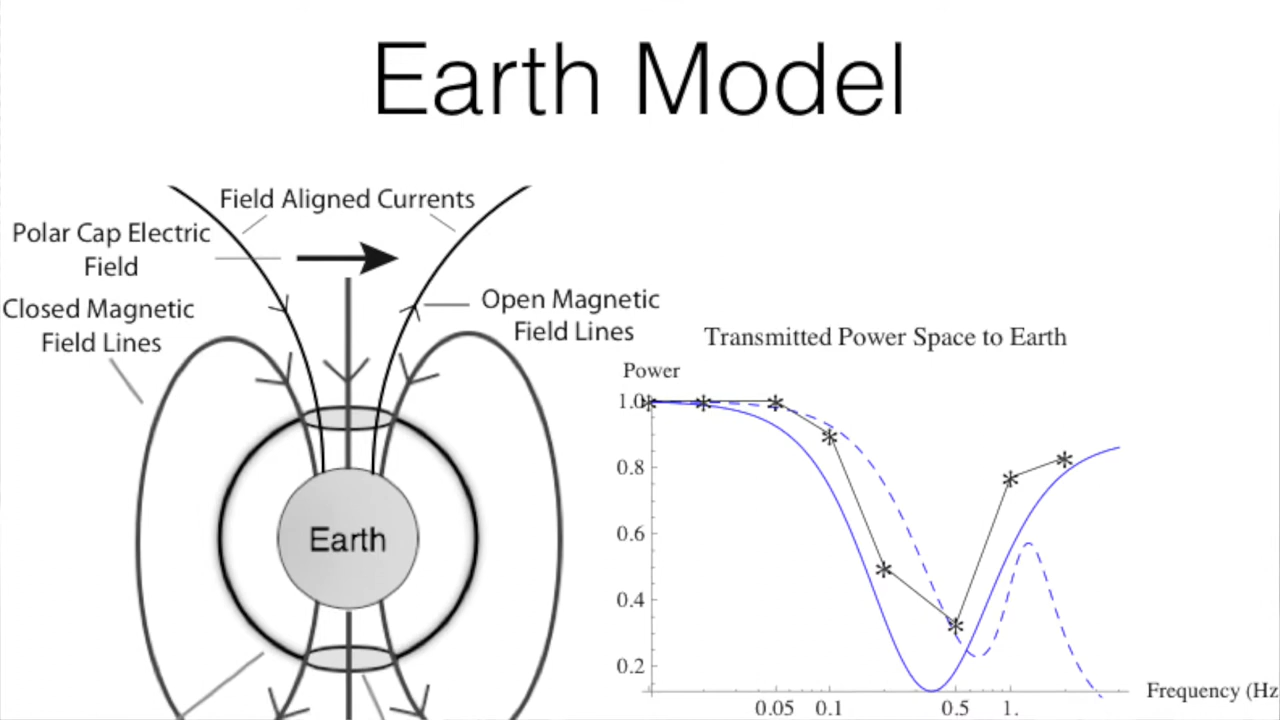 Earth Model
Field Aligned Currents
Polar Cap Electric
Field
Closed Magnetic
Field Lines
Open Magnetic
Field Lines
Earth
Transmitted Power Space to Earth
Power
1.0
0.8
0.6
0.4
0.2
0.05 0.1 0.5 1.
Frequency (Hz